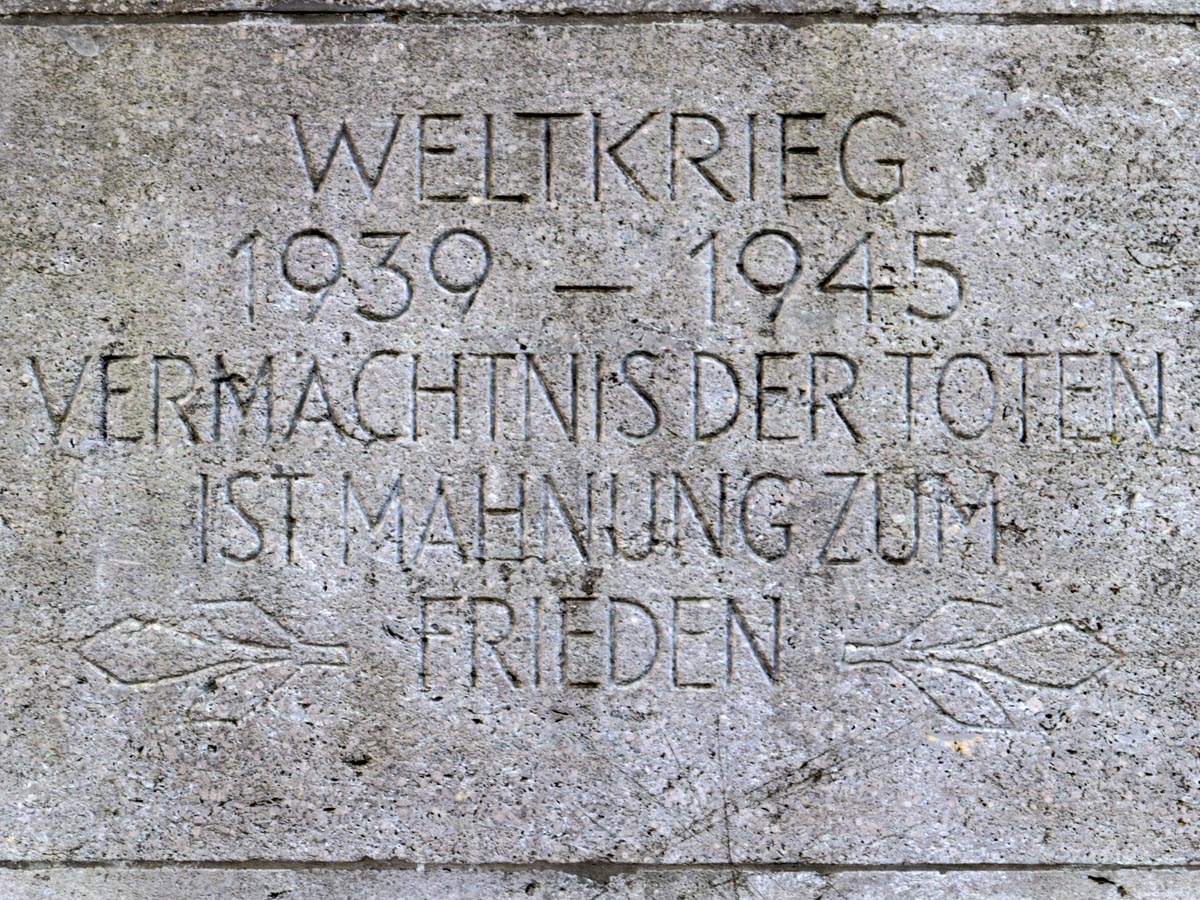 WELTKRIEG
1939 – 1945
VERMACHTNIS DER TOTEN
IST MAHNUNG ZUM
FRIEDEN